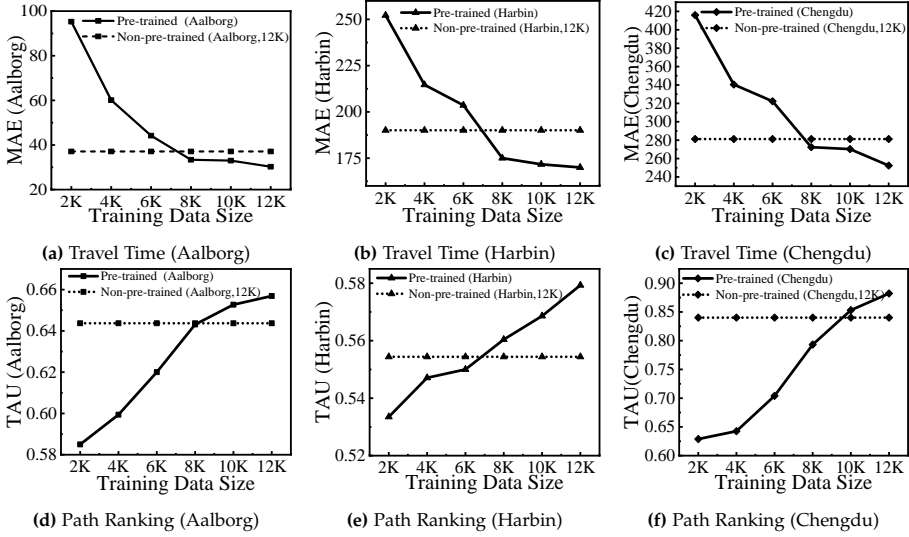 Pre-trained (Aalborg)
Non-pre-trained (Aalborg,12K)
MAE (Aalborg)
100
80
60
40
20
2K 4K 6K 8K 10K 12K
Training Data Size
(a) Travel Time (Aalborg)
Pre-trained (Harbin)
Non-pre-trained (Harbin,12K)
MAE (Harbin)
250
225
200
175
2K 4K 6K 8K 10K 12K
Training Data Size
(b) Travel Time (Harbin)
Pre-trained (Chengdu)
Non-pre-trained (Chengdu,12K)
MAE(Chengdu)
420
400
380
360
340
320
300
280
260
240
2K 4K 6K 8K 10K 12K
Training Data Size
(c) Travel Time (Chengdu)
Pre-trained (Aalborg)
Non-pre-trained (Aalborg,12K)
TAU (Aalborg)
0.66
0.64
0.62
0.60
0.58
2K 4K 6K 8K 10K 12K
Training Data Size
(d) Path Ranking (Aalborg)
Pre-trained (Harbin)
Non-pre-trained (Harbin,12K)
TAU (Harbin)
0.58
0.56
0.54
0.52
2K 4K 6K 8K 10K 12K
Training Data Size
(e) Path Ranking (Harbin)
Pre-trained (Chengdu)
Non-pre-trained (Chengdu,12K)
TAU(Chengdu)
0.90
0.85
0.80
0.75
0.70
0.65
0.60
2K 4K 6K 8K 10K 12K
Training Data Size
(f) Path Ranking (Chengdu)